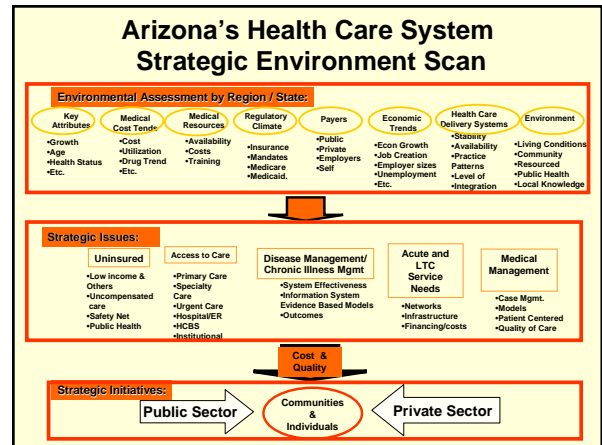 Arizona's Health Care System
Strategic Environment Scan
Environmental Assessment by Region / State:
Key
Attributes
•Growth
•Age
•Health Status
•Etc.
Medical
Cost Tends
•Cost
•Utilization
•Drug Trend
•Etc.
Medical
Resources
•Availability
•Costs
•Training
Regulatory
Climate
•Insurance
•Mandates
•Medicare
•Medicaid.
Payers
•Public
•Private
•Employers
•Self
Economic
Trends
•Econ Growth
•Job Creation
•Employer sizes
•Unemployment
•Etc.
Health Care
Delivery Systems
•Stability
•Availability
•Practice
Patterns
•Level of
•Integration
Environment
•Living Conditions
•Community
•Resourced
•Public Health
•Local Knowledge
Strategic Issues:
Uninsured
•Low income &
Others
•Uncompensated
care
•Safety Net
•Public Health
Access to Care
•Primary Care
•Specialty
Care
•Urgent Care
•Hospital/ER
•HCBS
•Institutional
Disease Management/
Chronic Illness Mgmt
•System Effectiveness
•Information System
Evidence Based Models
•Outcomes
Acute and
LTC
Service
Needs
•Networks
•Infrastructure
•Financing/costs
Medical
Management
•Case Mgmt.
•Models
•Patient Centered
•Quality of Care
Cost &
Quality
Strategic Initiatives:
Public Sector
Communities
&
Individuals
Private Sector